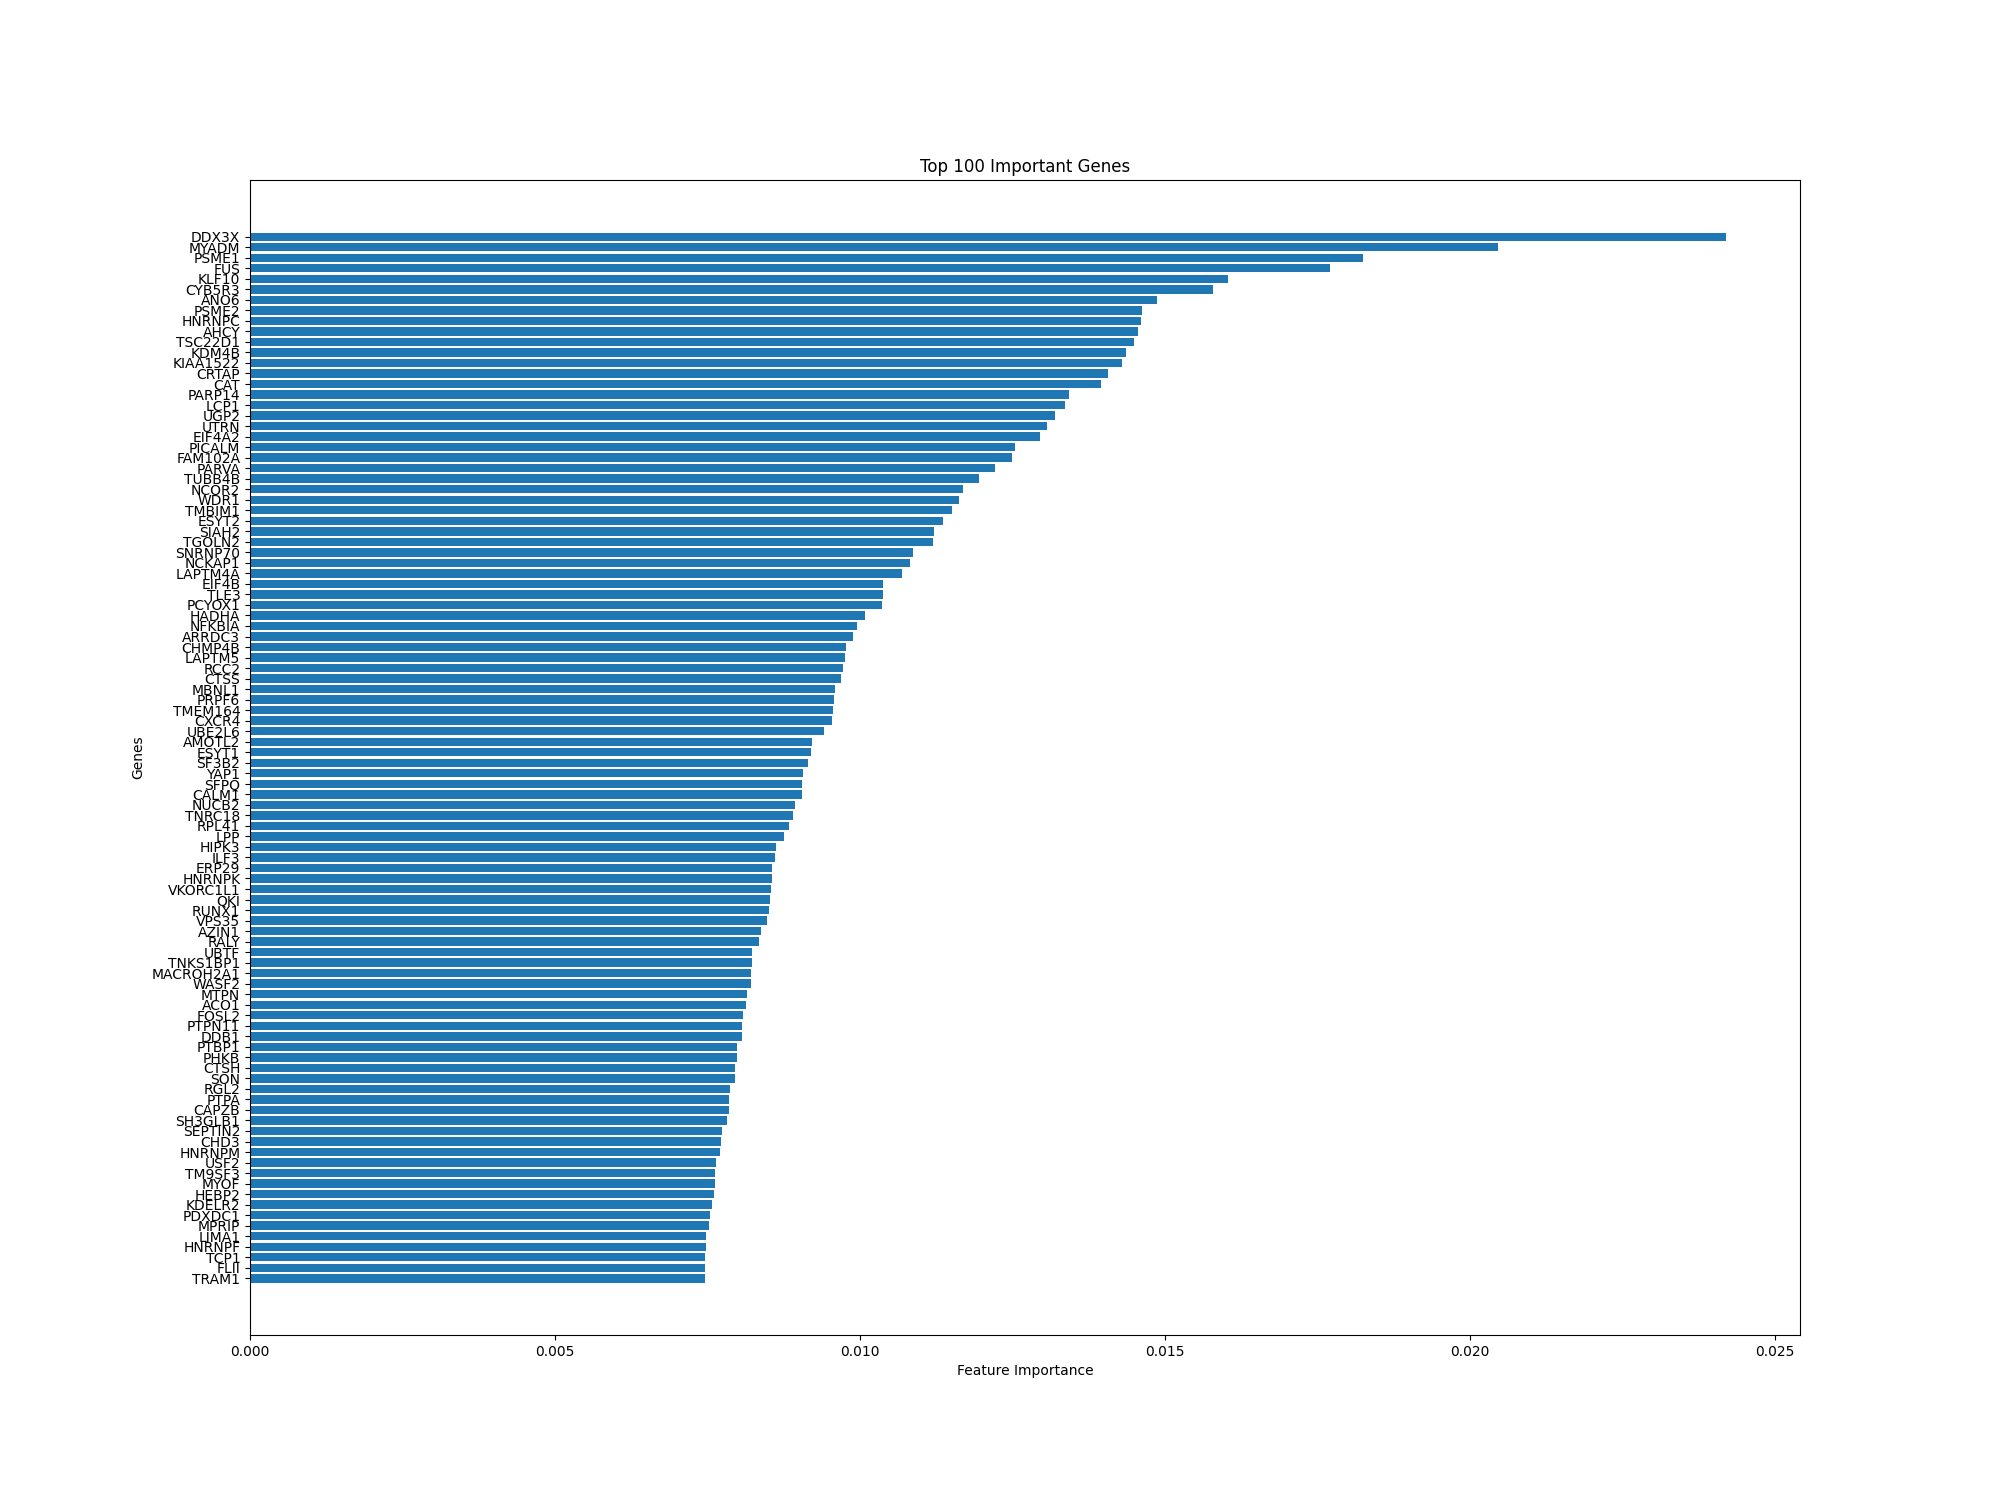 Top 100 Important Genes
DDX3X
MYADM
PSME1
FUS
KLF10
CYB5R3
ANO6
PSME2
HNRNPC
AHCY
TSC22D1
KDM4B
KIAA1522
CRTAP
CAT
PARP14
LCP1
UGP2
UTRN
EIF4A2
PICALM
FAM102A
PARVA
TUBB4B
NCOR2
WDR1
TMBIM1
ESYT2
SIAH2
TGOLN2
SNRNP70
NCKAP1
LAPTM4A
EIF4B
TLE3
PCYOX1
HADHA
NFKBIA
ARRDC3
CHMP4B
LAPTM5
RCC2
CTSS
MBNL1
PRPF6
TMEM164
CXCR4
UBE2L6
AMOTL2
ESYT1
SF3B2
YAP1
SFPQ
CALM1
NUCB2
TNRC18
RPL41
LPP
HIPK3
ILF3
ERP29
HNRNPK
VKORC1L1
QKI
RUNX1
VPS35
AZIN1
RALY
UBTF
TNKS1BP1
MACROH2A1
WASF2
MTPN
ACO1
FOSL2
PTPN11
DDB1
PTBP1
PHKB
CTSH
SON
RGL2
PTPA
CAPZB
SH3GLB1
SEPTIN2
CHD3
HNRNPM
USF2
TM9SF3
MYOF
HEBP2
KDELR2
PDXDC1
MPRIP
LIMA1
HNRNPF
TCP1
FLII
TRAM1
Genes
0.000 0.005 0.010 0.015 0.020 0.025
Feature Importance